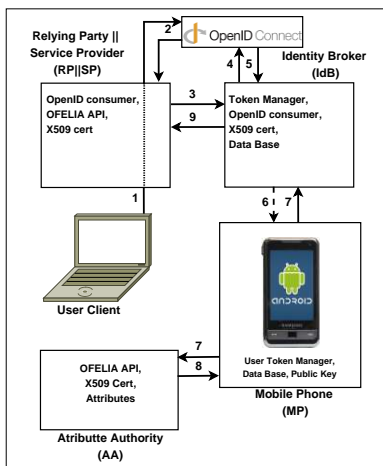 Relying Party ||
Service Provider
(RP||SP)
2
OpenID Connect
Identity Broker
(IdB)
4
5
OpenID consumer,
OFELIA API,
X509 cert
3
9
Token Manager,
OpenID consumer,
X509 cert,
Data Base
1
6
7
User Client
ANDROID
SAMSUNG
User Token Manager,
Data Base, Public Key
Mobile Phone
(MP)
7
8
OFELIA API,
X509 Cert,
Attributes
Atributte Authority
(AA)